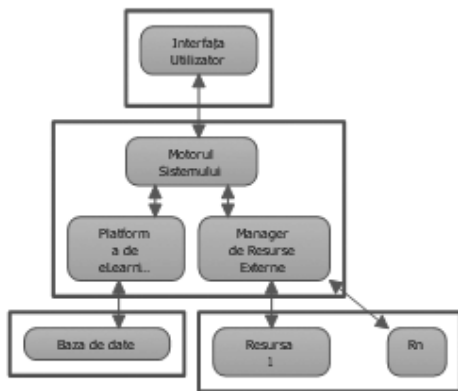 Interfața
Utilizator
Motorul
Sistemului
Platform
a de
eLearni...
Manager
de Resurse
Externe
Baza de date
Resursa
1
Rn